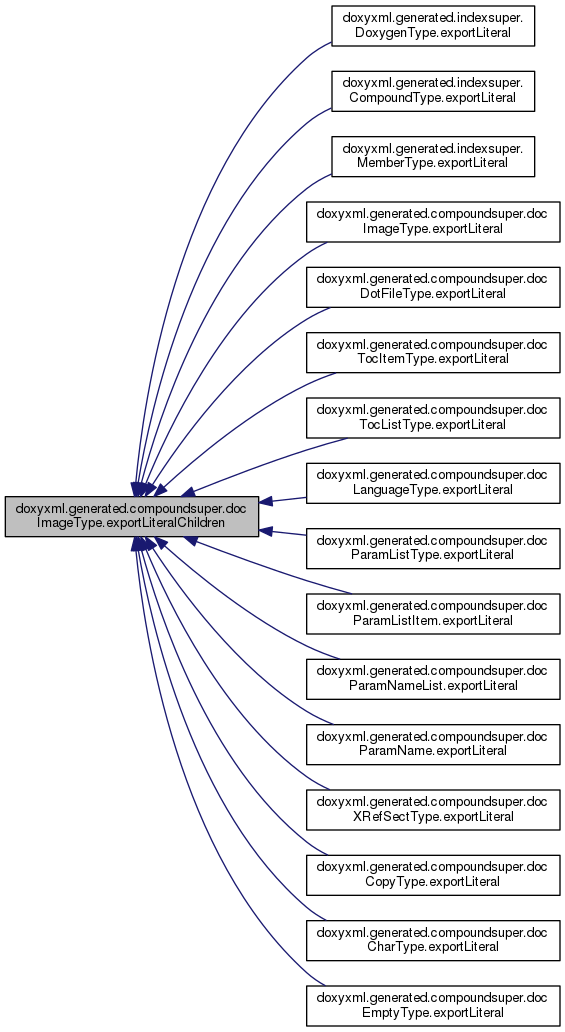 doxyxml.generated.indexsuper.
DoxygenType.exportLiteral
doxyxml.generated.indexsuper.
CompoundType.exportLiteral
doxyxml.generated.indexsuper.
MemberType.exportLiteral
doxyxml.generated.compoundsuper.doc
ImageType.exportLiteral
doxyxml.generated.compoundsuper.doc
DotFileType.exportLiteral
doxyxml.generated.compoundsuper.doc
TocItemType.exportLiteral
doxyxml.generated.compoundsuper.doc
TocListType.exportLiteral
doxyxml.generated.compoundsuper.doc
LanguageType.exportLiteral
doxyxml.generated.compoundsuper.doc
ImageType.exportLiteralChildren
doxyxml.generated.compoundsuper.doc
ParamListType.exportLiteral
doxyxml.generated.compoundsuper.doc
ParamListItem.exportLiteral
doxyxml.generated.compoundsuper.doc
ParamNameList.exportLiteral
doxyxml.generated.compoundsuper.doc
ParamName.exportLiteral
doxyxml.generated.compoundsuper.doc
XRefSectType.exportLiteral
doxyxml.generated.compoundsuper.doc
CopyType.exportLiteral
doxyxml.generated.compoundsuper.doc
CharType.exportLiteral
doxyxml.generated.compoundsuper.doc
EmptyType.exportLiteral